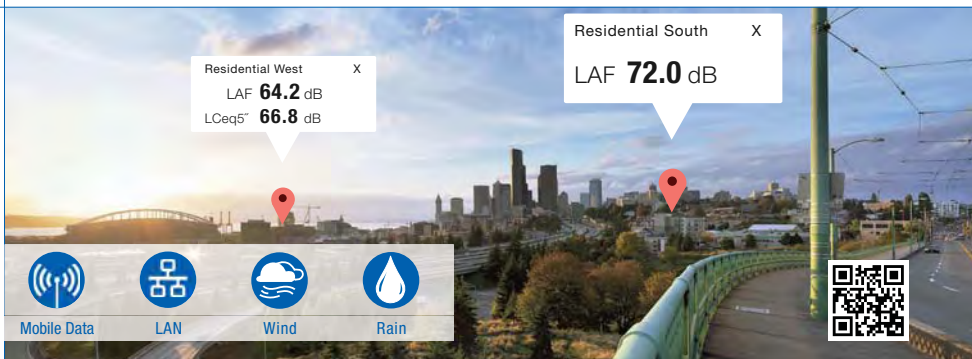 Residential West X
LAF 64.2 dB
LCeq5˝ 66.8 dB
Residential South X
LAF 72.0 dB
Mobile Data
LAN
Wind
Rain